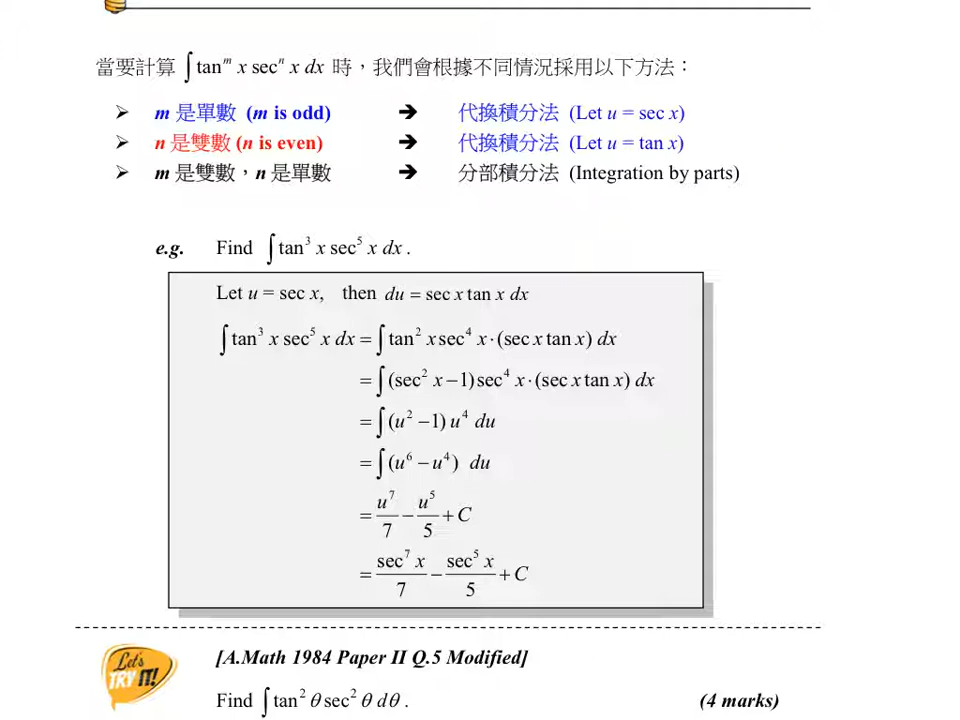 當要計算 ∫ tan^m x sec^n x dx 時，我們會根據不同情況採用以下方法：
➢ m 是單數 (m is odd) ➔ 代換積分法 (Let u = sec x)
➢ n 是雙數 (n is even) ➔ 代換積分法 (Let u = tan x)
➢ m 是雙數，n 是單數 ➔ 分部積分法 (Integration by parts)
e.g. Find ∫ tan³ x sec⁵ x dx .
Let u = sec x, then du = sec x tan x dx
∫ tan³ x sec⁵ x dx = ∫ tan² x sec⁴ x · (sec x tan x) dx
= ∫ (sec² x − 1) sec⁴ x · (sec x tan x) dx
= ∫ (u² − 1) u⁴ du
= ∫ (u⁶ − u⁴) du
= u⁷/7 − u⁵/5 + C
= sec⁷ x/7 − sec⁵ x/5 + C
Let's
TRY IT!
[A.Math 1984 Paper II Q.5 Modified]
Find ∫ tan² θ sec² θ dθ . (4 marks)